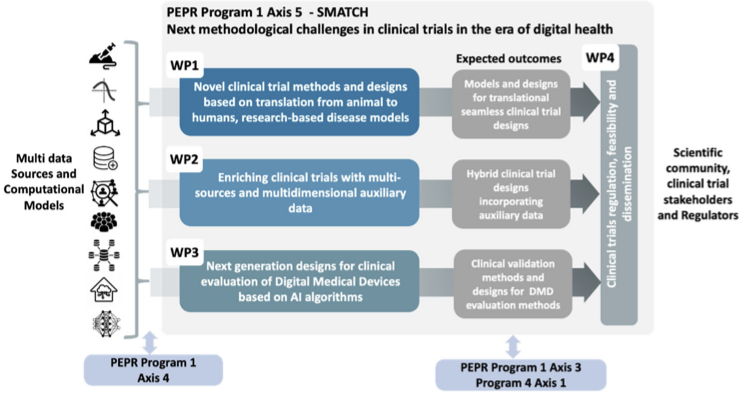 PEPR Program 1 Axis 5 - SMATCH
Next methodological challenges in clinical trials in the era of digital health
Multi data
Sources and
Computational
Models
WP1
Novel clinical trial methods and designs
based on translation from animal to
humans, research-based disease models
WP2
Enriching clinical trials with multi-
sources and multidimensional auxiliary
data
WP3
Next generation designs for clinical
evaluation of Digital Medical Devices
based on AI algorithms
Expected outcomes
Models and designs
for translational
seamless clinical trial
designs
Hybrid clinical trial
designs
incorporating
auxiliary data
Clinical validation
methods and
designs for DMD
evaluation methods
WP4
Clinical trials regulation, feasibility and
dissemination
Scientific
community,
clinical trial
stakeholders
and Regulators
PEPR Program 1
Axis 4
PEPR Program 1 Axis 3
Program 4 Axis 1